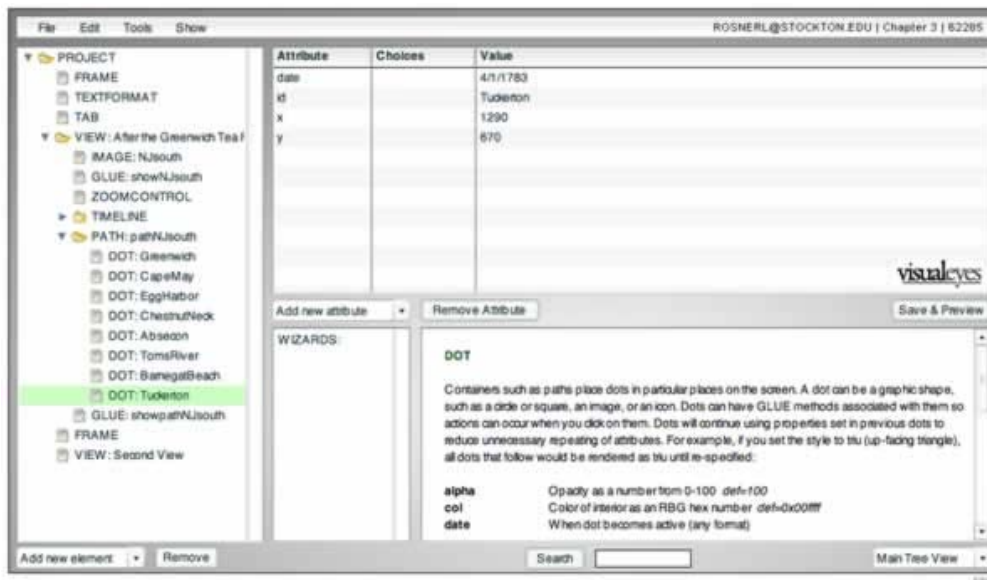 File Edit Tools Show
ROSNERL@STOCKTON.EDU | Chapter 3 | 62285
PROJECT
FRAME
TEXTFORMAT
TAB
VIEW: After the Greenwich Tea
IMAGE: NJsouth
GLUE: showNJsouth
ZOOMCONTROL
TIMELINE
PATH: pathNJsouth
DOT: Greenwich
DOT: CapeMay
DOT: EggHarbor
DOT: ChestnutNeck
DOT: Absecon
DOT: TomsRiver
DOT: BarnegatBeach
DOT: Tuckerton
GLUE: showpathNJsouth
FRAME
VIEW: Second View
Attribute Choices Value
date 4/1/1783
id Tuckerton
x 1290
y 670
visualeyes
Add new attribute Remove Attribute Save & Preview
WIZARDS:
DOT
Containers such as paths place dots in particular places on the screen. A dot can be a graphic shape,
such as a circle or square, an image, or an icon. Dots can have GLUE methods associated with them so
actions can occur when you click on them. Dots will continue using properties set in previous dots to
reduce unnecessary repeating of attributes. For example, if you set the style to triu (up-facing triangle),
all dots that follow would be rendered as triu until re-specified:
alpha Opacity as a number from 0-100 def=100
col Color of interior as an RBG hex number def=0x00ffff
date When dot becomes active (any format)
Add new element Remove Search Main Tree View